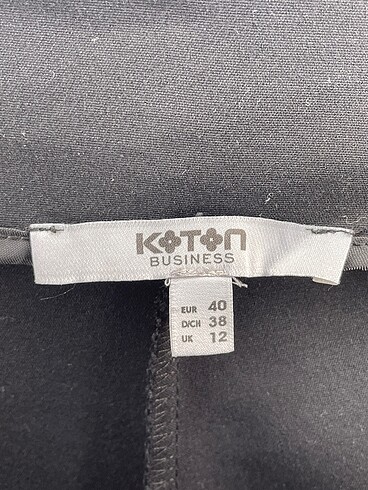 KOTON
BUSINESS
EUR 40
D/CH 38
UK 12